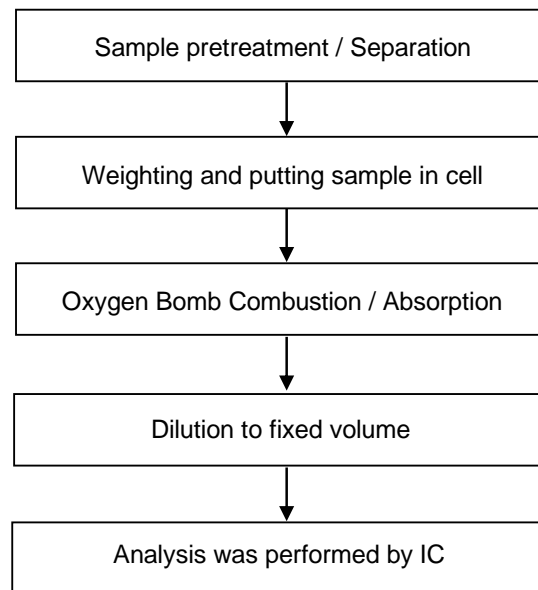 Sample pretreatment / Separation
Weighting and putting sample in cell
Oxygen Bomb Combustion / Absorption
Dilution to fixed volume
Analysis was performed by IC